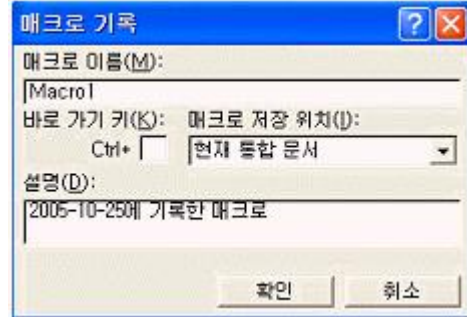 매크로 기록
매크로 이름(M):
Macro1
바로 가기 키(K): 매크로 저장 위치(I):
Ctrl+ 현재 통합 문서
설명(D):
2005-10-25에 기록한 매크로
확인 취소